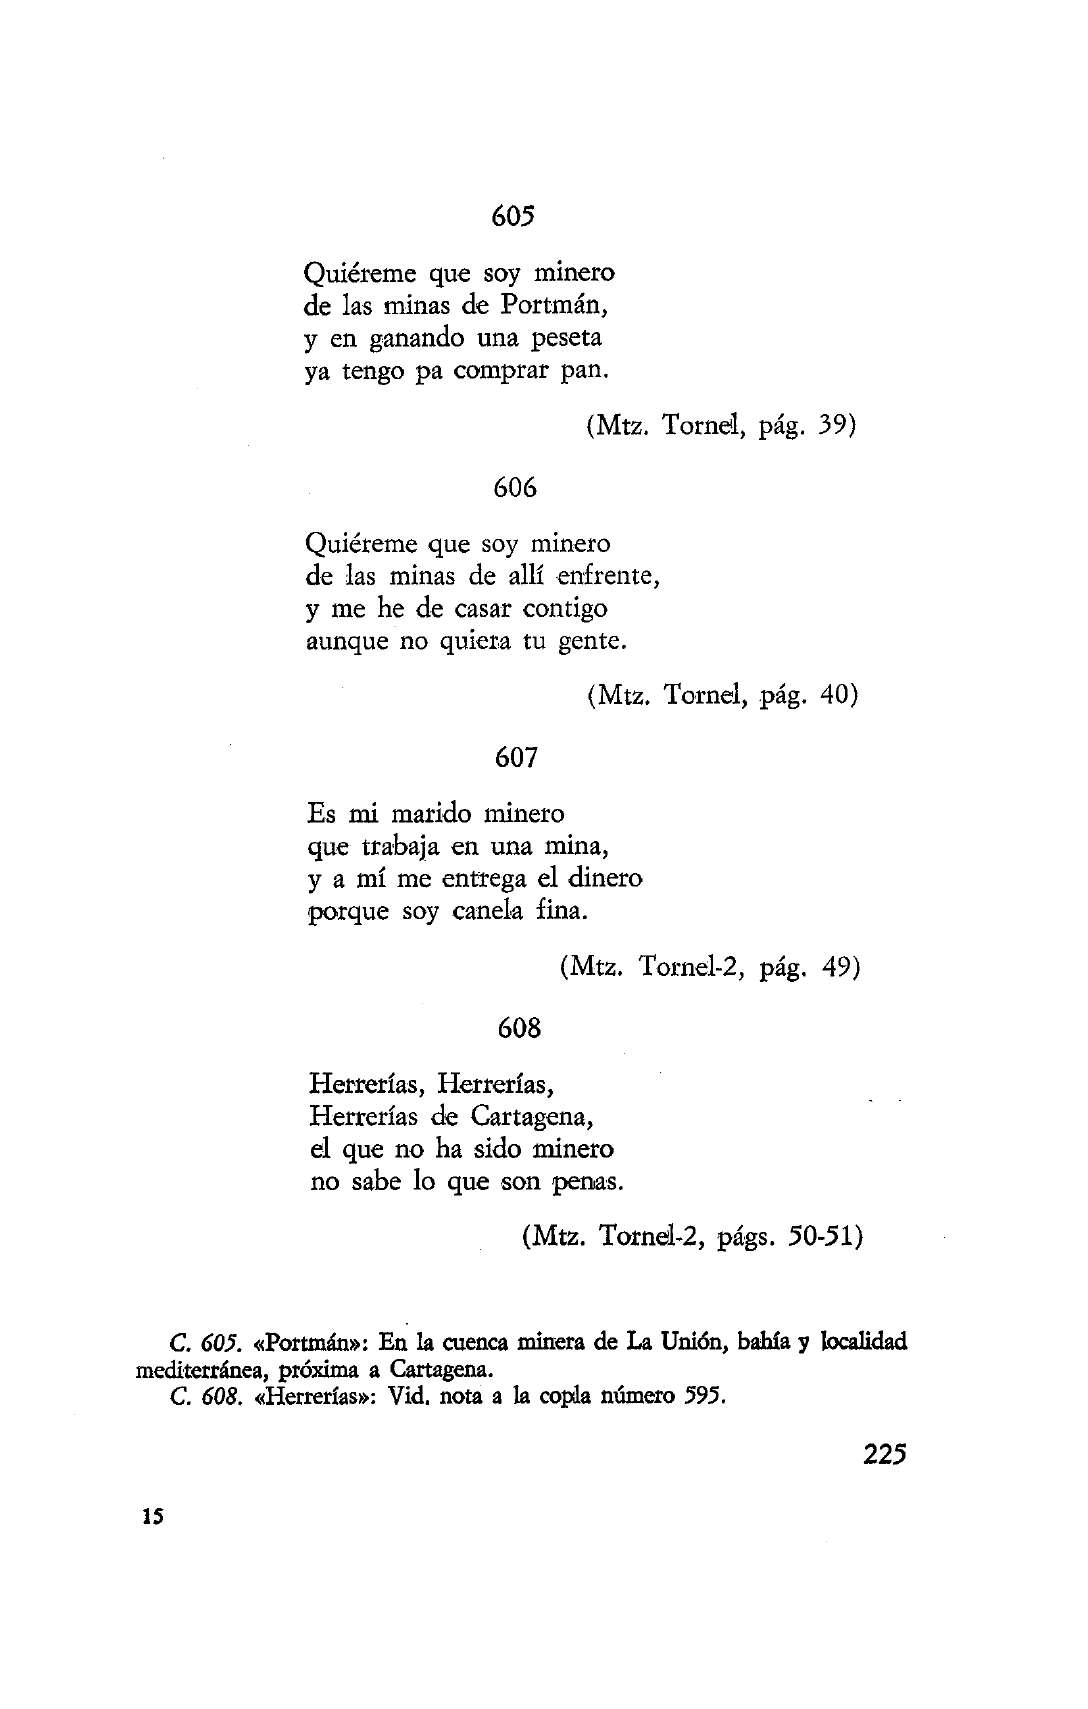 605
Quiéreme que soy minero
de las minas de Portmán,
y en ganando una peseta
ya tengo pa comprar pan.
(Mtz. Tornel, pág. 39)
606
Quiéreme que soy minero
de las minas de allí enfrente,
y me he de casar contigo
aunque no quiera tu gente.
(Mtz. Tornel, pág. 40)
607
Es mi marido minero
que trabaja en una mina,
y a mí me entrega el dinero
porque soy canela fina.
(Mtz. Tornel-2, pág. 49)
608
Herrerías, Herrerías,
Herrerías de Cartagena,
el que no ha sido minero
no sabe lo que son penas.
(Mtz. Tornel-2, págs. 50-51)
C. 605. «Portmán»: En la cuenca minera de La Unión, bahía y localidad
mediterránea, próxima a Cartagena.
C. 608. «Herrerías»: Vid. nota a la copla número 595.
225
15